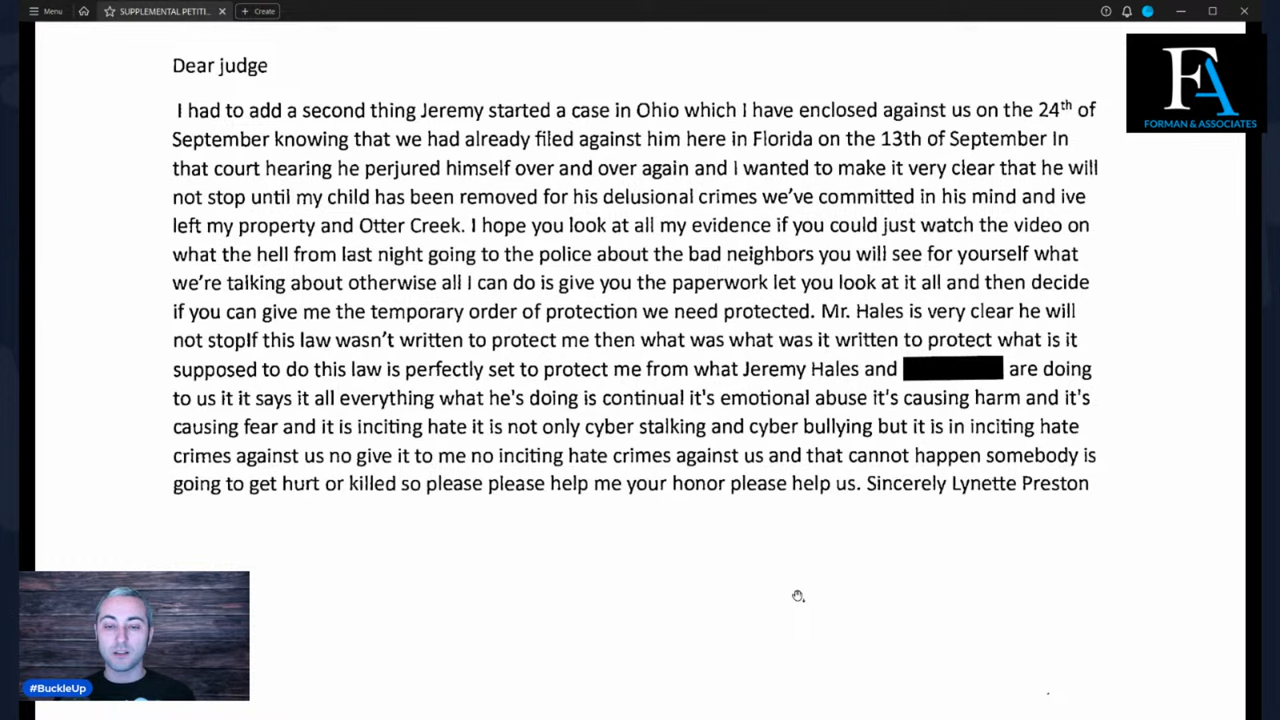 Menu
SUPPLEMENTAL PETITI...
Create
FA
FORMAN & ASSOCIATES
Dear judge
I had to add a second thing Jeremy started a case in Ohio which I have enclosed against us on the 24th of
September knowing that we had already filed against him here in Florida on the 13th of September In
that court hearing he perjured himself over and over again and I wanted to make it very clear that he will
not stop until my child has been removed for his delusional crimes we've committed in his mind and ive
left my property and Otter Creek. I hope you look at all my evidence if you could just watch the video on
what the hell from last night going to the police about the bad neighbors you will see for yourself what
we're talking about otherwise all I can do is give you the paperwork let you look at it all and then decide
if you can give me the temporary order of protection we need protected. Mr. Hales is very clear he will
not stopIf this law wasn't written to protect me then what was what was it written to protect what is it
supposed to do this law is perfectly set to protect me from what Jeremy Hales and are doing
to us it it says it all everything what he's doing is continual it's emotional abuse it's causing harm and it's
causing fear and it is inciting hate it is not only cyber stalking and cyber bullying but it is in inciting hate
crimes against us no give it to me no inciting hate crimes against us and that cannot happen somebody is
going to get hurt or killed so please please help me your honor please help us. Sincerely Lynette Preston
#BuckleUp